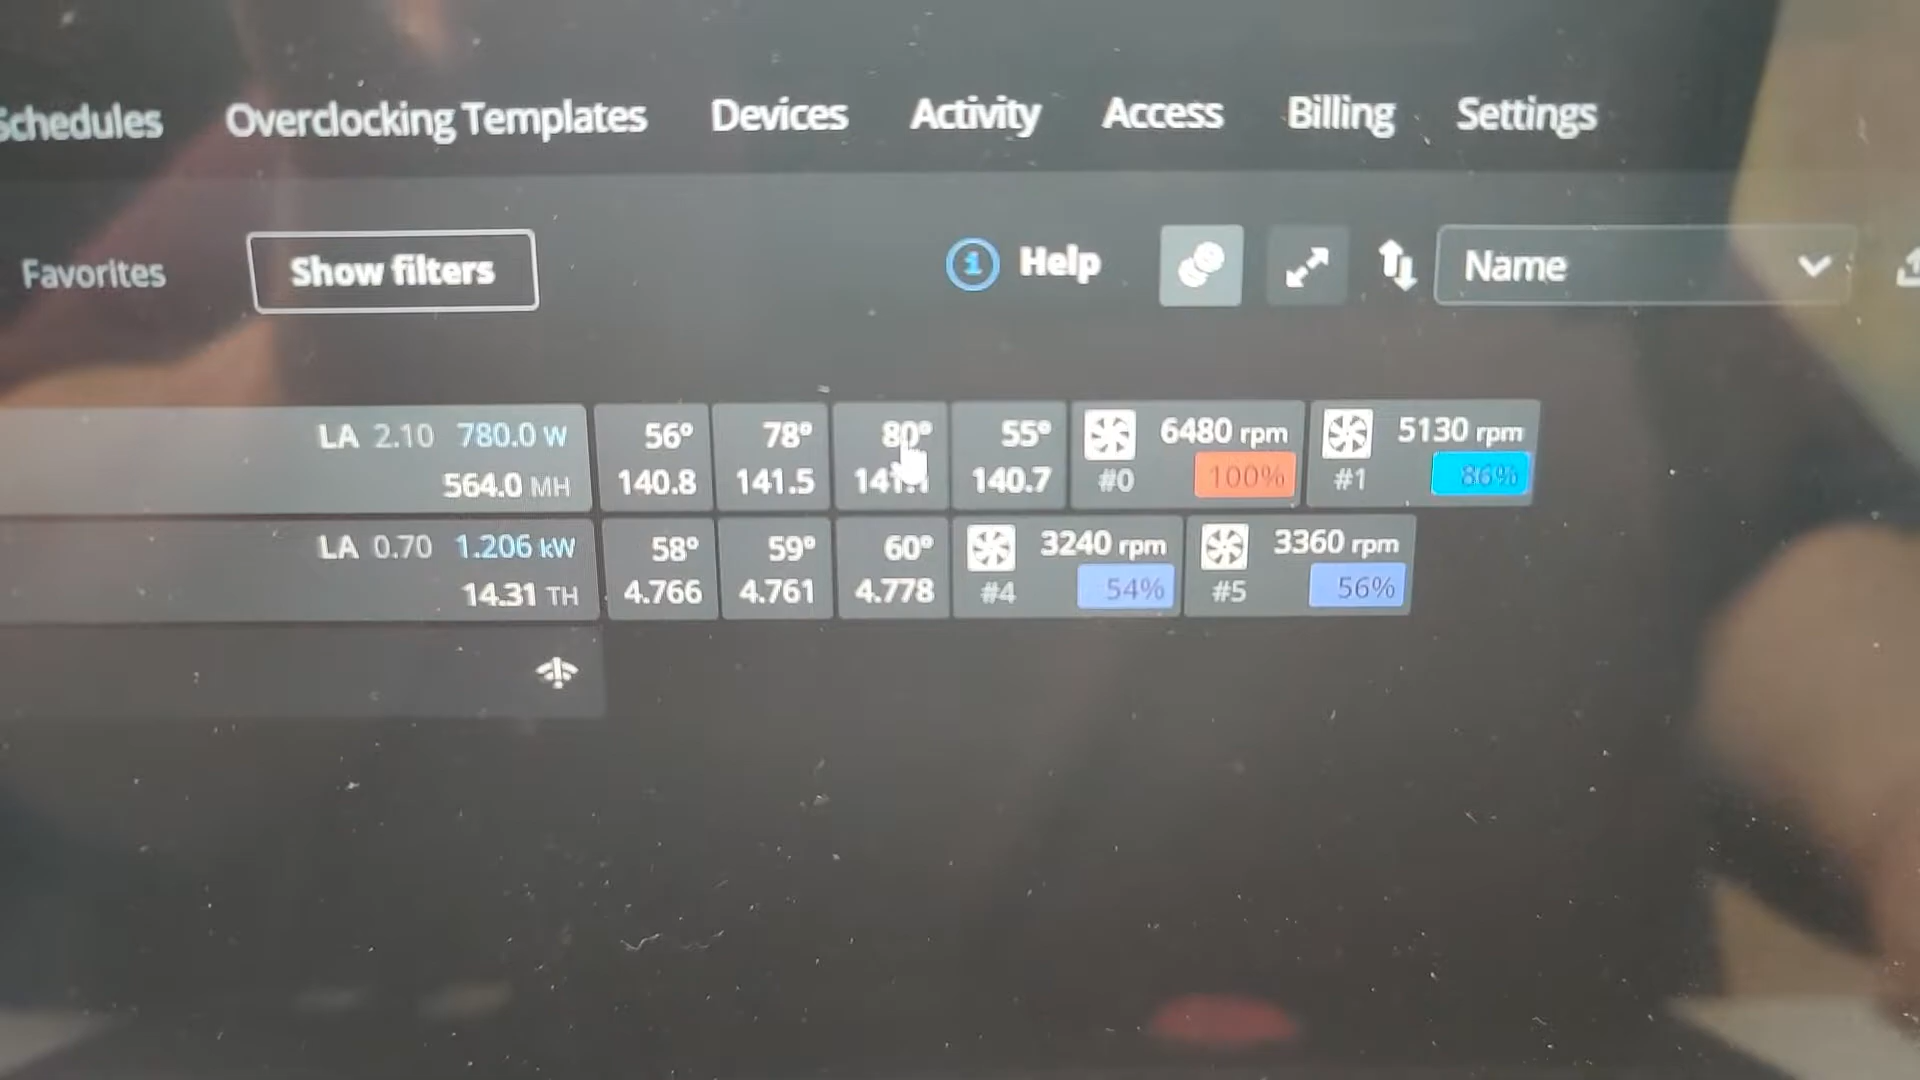 Schedules Overclocking Templates Devices Activity Access Billing Settings
Favorites Show filters Help Name
LA 2.10 780.0 W 56° 78° 80° 55° 6480 rpm 5130 rpm
564.0 MH 140.8 141.5 140.7 #0 100% #1 86%
LA 0.70 1.206 kW 58° 59° 60° 3240 rpm 3360 rpm
14.31 TH 4.766 4.761 4.778 #4 54% #5 56%